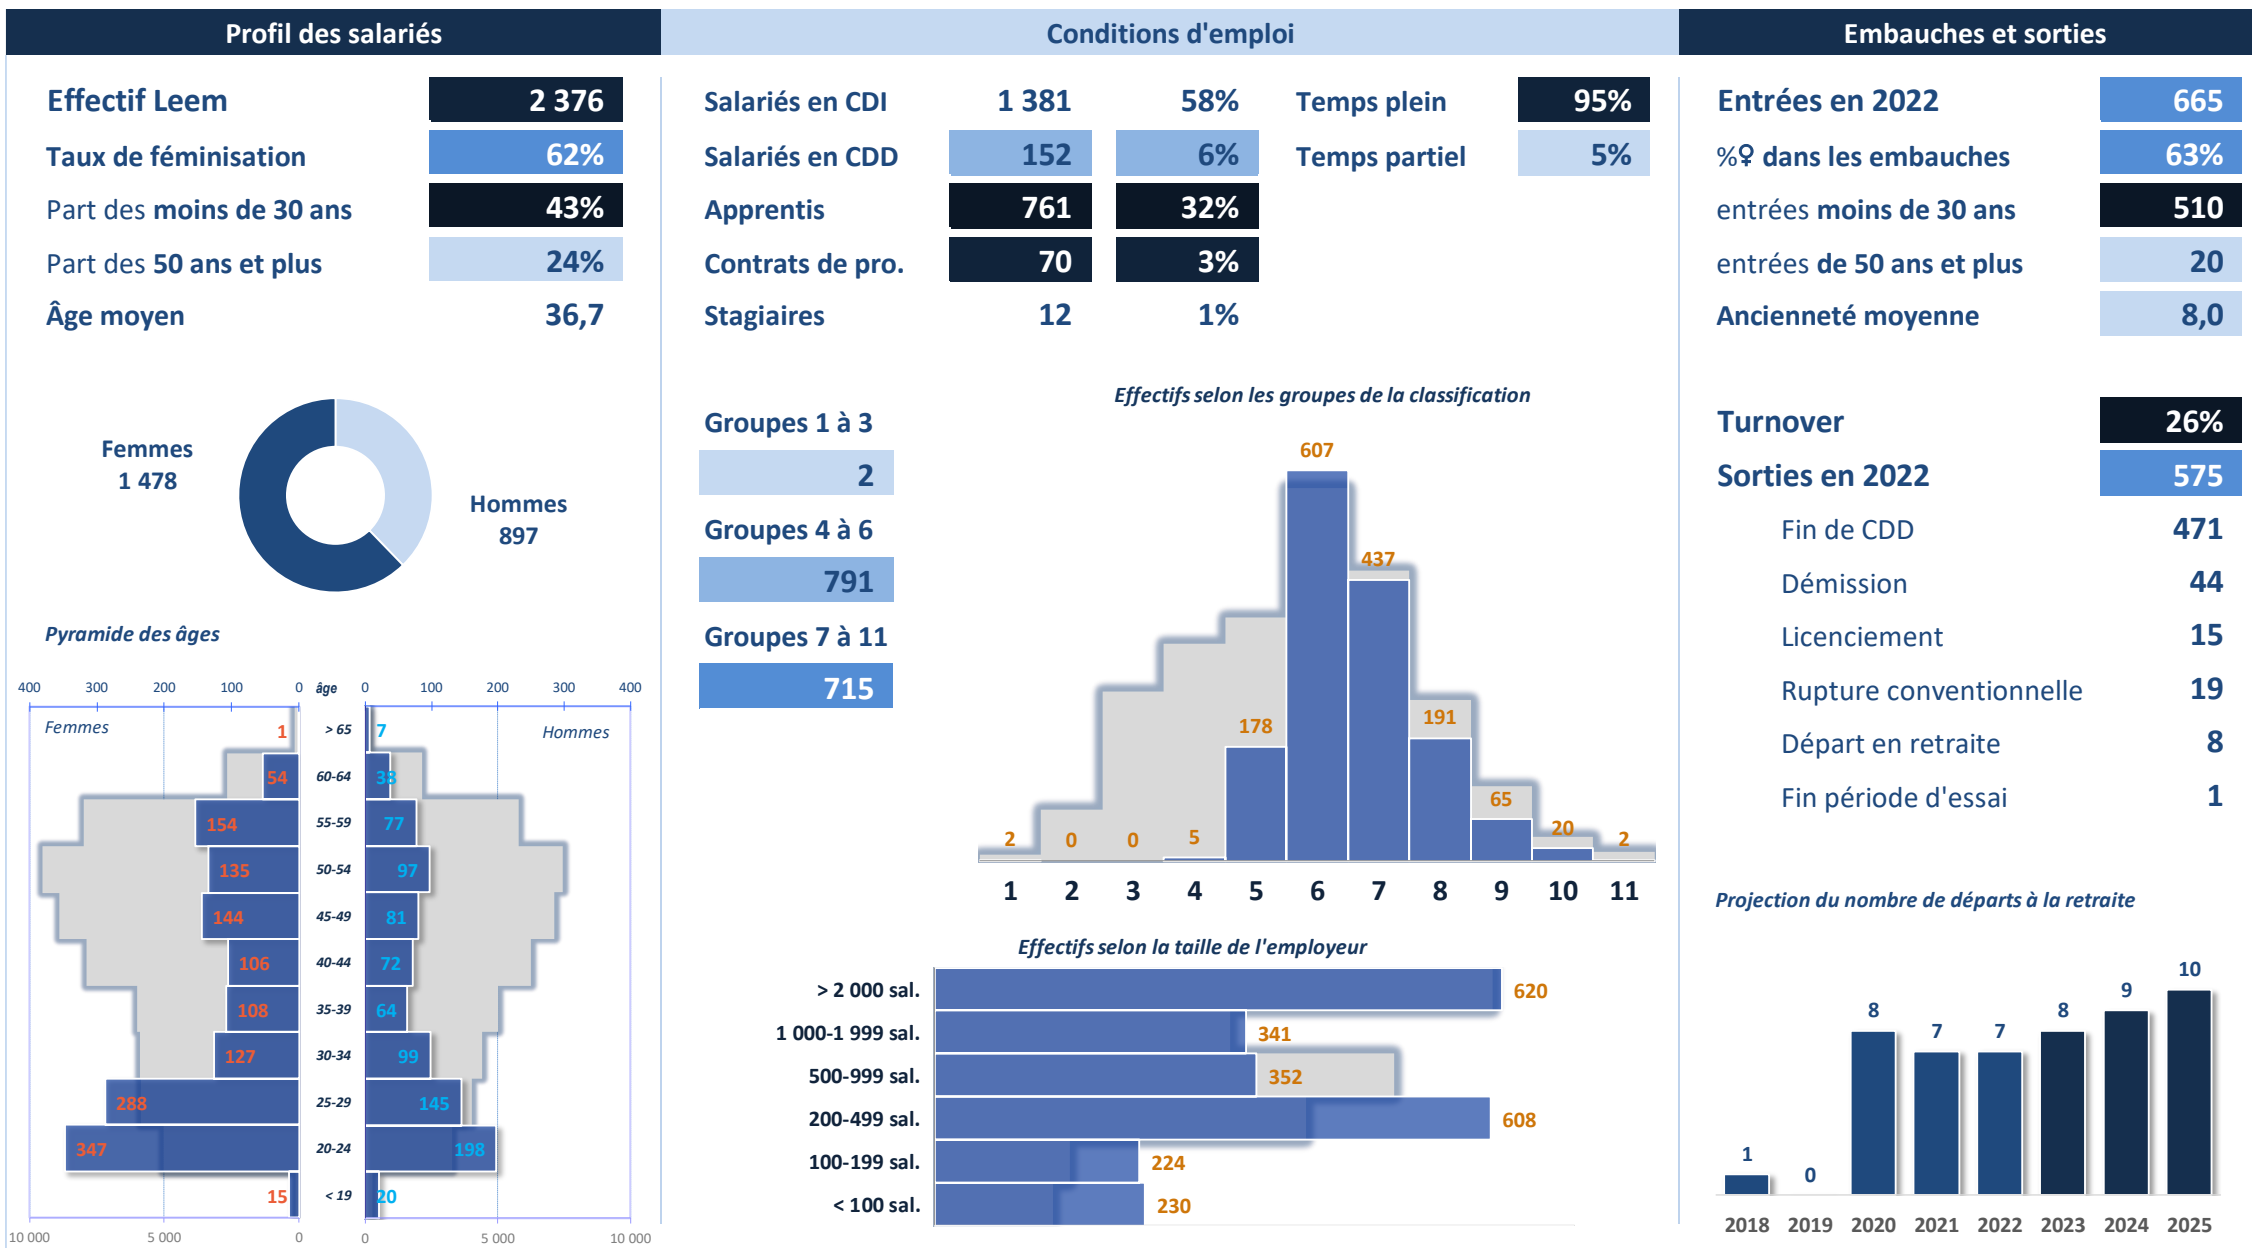 Profil des salariés
Effectif Leem 2 376
Taux de féminisation 62%
Part des moins de 30 ans 43%
Part des 50 ans et plus 24%
Âge moyen 36,7
Femmes
1 478
Hommes
897
Pyramide des âges
400 300 200 100 0 âge 0 100 200 300 400
Femmes Hommes
1 > 65 7
54 60-64 38
154 55-59 77
135 50-54 97
144 45-49 81
106 40-44 72
108 35-39 64
127 30-34 99
288 25-29 145
347 20-24 198
15 < 19 20
10 000 5 000 0 0 5 000 10 000
Conditions d'emploi
Salariés en CDI 1 381 58% Temps plein 95%
Salariés en CDD 152 6% Temps partiel 5%
Apprentis 761 32%
Contrats de pro. 70 3%
Stagiaires 12 1%
Groupes 1 à 3
2
Groupes 4 à 6
791
Groupes 7 à 11
715
Effectifs selon les groupes de la classification
2 0 0 5 178 607 437 191 65 20 2
1 2 3 4 5 6 7 8 9 10 11
Effectifs selon la taille de l'employeur
> 2 000 sal. 620
1 000-1 999 sal. 341
500-999 sal. 352
200-499 sal. 608
100-199 sal. 224
< 100 sal. 230
Embauches et sorties
Entrées en 2022 665
%♀ dans les embauches 63%
entrées moins de 30 ans 510
entrées de 50 ans et plus 20
Ancienneté moyenne 8,0
Turnover 26%
Sorties en 2022 575
Fin de CDD 471
Démission 44
Licenciement 15
Rupture conventionnelle 19
Départ en retraite 8
Fin période d'essai 1
Projection du nombre de départs à la retraite
1 0 8 7 7 8 9 10
2018 2019 2020 2021 2022 2023 2024 2025